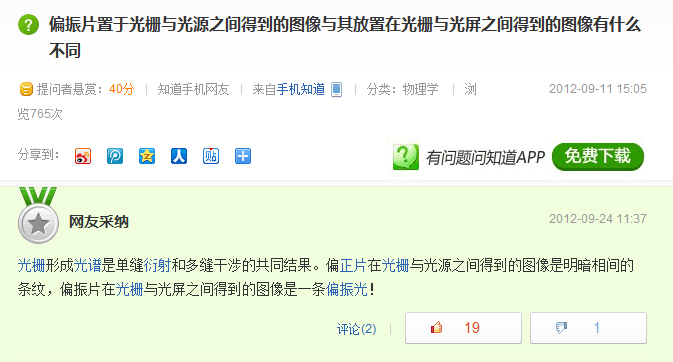 偏振片置于光栅与光源之间得到的图像与其放置在光栅与光屏之间得到的图像有什么
不同
提问者悬赏：40分 | 知道手机网友 | 来自手机知道 | 分类：物理学 | 浏 2012-09-11 15:05
览765次
分享到： 贴 有问题问知道APP 免费下载
网友采纳 2012-09-24 11:37
光栅形成光谱是单缝衍射和多缝干涉的共同结果。偏正片在光栅与光源之间得到的图像是明暗相间的
条纹，偏振片在光栅与光屏之间得到的图像是一条偏振光！
评论(2) | 19 1